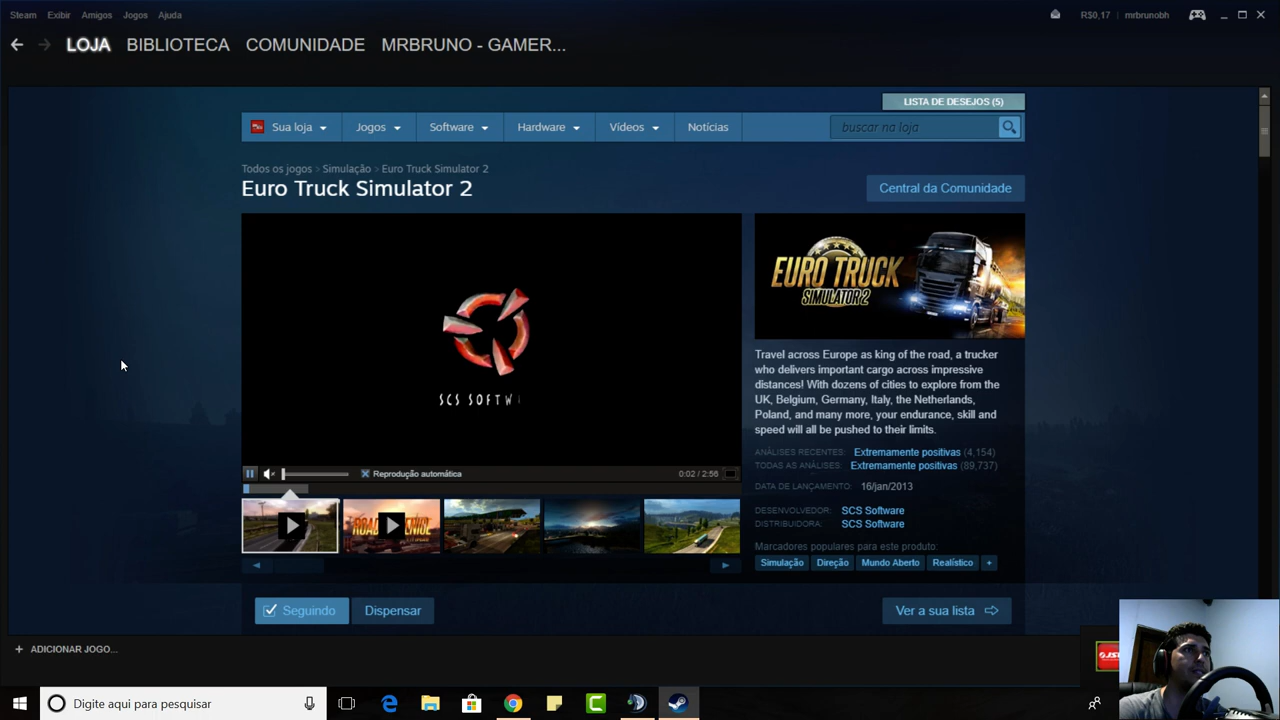 Steam Exibir Amigos Jogos Ajuda
R$0,17 mrbrunobh
LOJA BIBLIOTECA COMUNIDADE MRBRUNO - GAMER...
LISTA DE DESEJOS (5)
Sua loja Jogos Software Hardware Vídeos Notícias
buscar na loja
Todos os jogos > Simulação > Euro Truck Simulator 2
Euro Truck Simulator 2
Central da Comunidade
SCS SOFTW
EURO TRUCK
SIMULATOR 2
Travel across Europe as king of the road, a trucker
who delivers important cargo across impressive
distances! With dozens of cities to explore from the
UK, Belgium, Germany, Italy, the Netherlands,
Poland, and many more, your endurance, skill and
speed will all be pushed to their limits.
ANÁLISES RECENTES: Extremamente positivas (4,154)
TODAS AS ANÁLISES: Extremamente positivas (89,737)
DATA DE LANÇAMENTO: 16/jan/2013
DESENVOLVEDOR: SCS Software
DISTRIBUIDORA: SCS Software
Marcadores populares para este produto:
Simulação Direção Mundo Aberto Realístico +
Reprodução automática 0:02 / 2:56
Seguindo Dispensar
Ver a sua lista
+ ADICIONAR JOGO...
Digite aqui para pesquisar